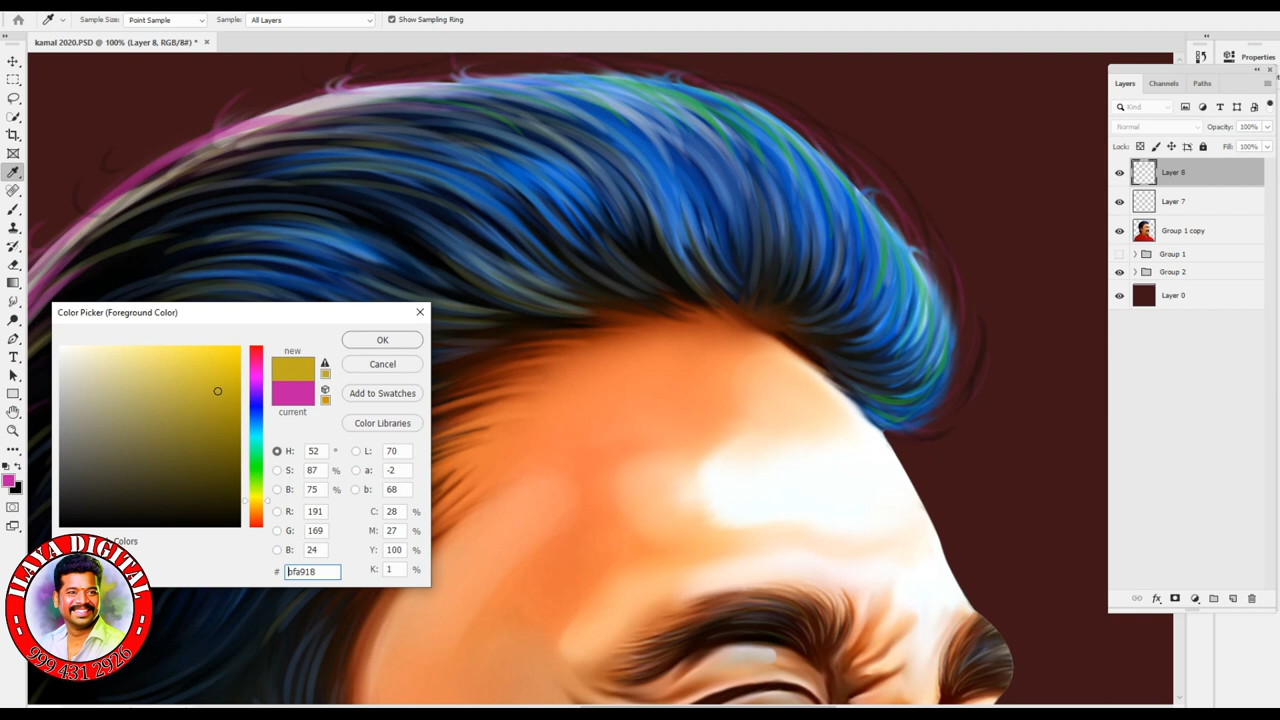 Sample Size: Point Sample Sample: All Layers Show Sampling Ring
kamal 2020.PSD @ 100% (Layer 8, RGB/8#) * ×
Properties
Layers Channels Paths
Kind
Normal Opacity: 100%
Lock: Fill: 100%
Layer 8
Layer 7
Group 1 copy
Group 1
Group 2
Layer 0
fx
Color Picker (Foreground Color)
new
current
OK
Cancel
Add to Swatches
Color Libraries
H: 52 ° L: 70
S: 87 % a: -2
B: 75 % b: 68
R: 191 C: 28 %
G: 169 M: 27 %
B: 24 Y: 100 %
K: 1 %
# bfa918
Colors
ILAYA DIGITAL
999 431 2926